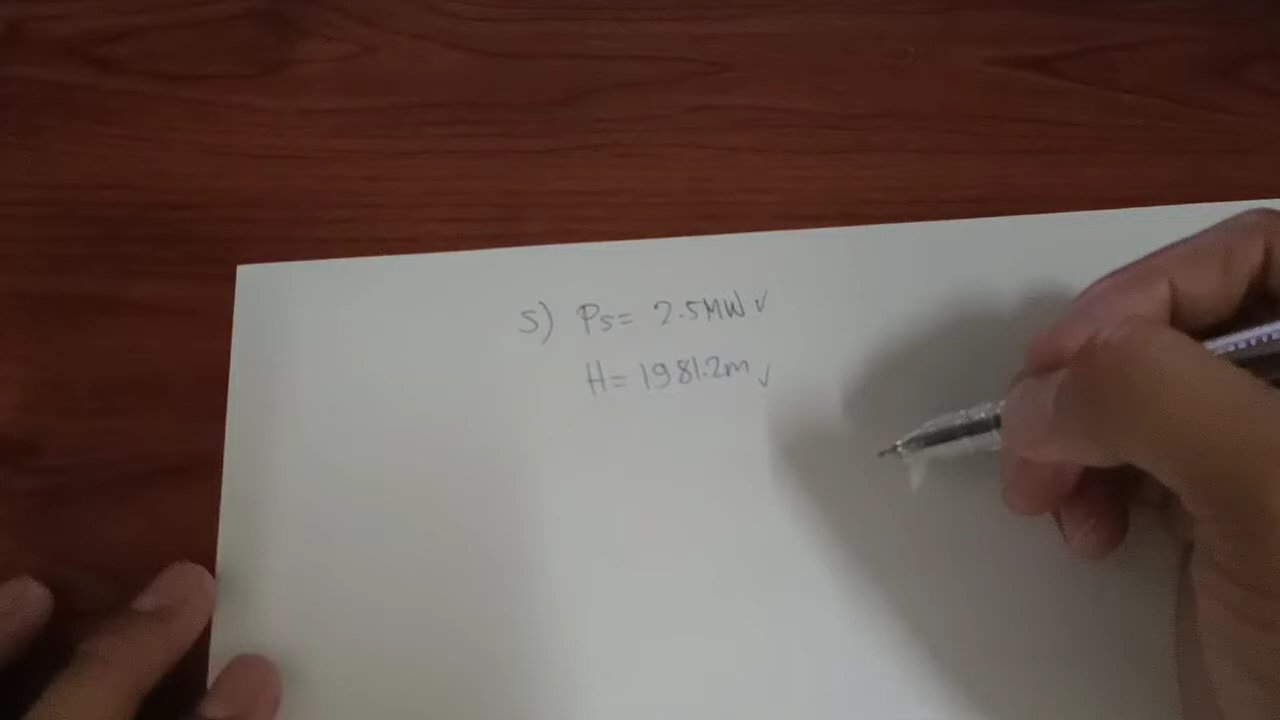 5) Ps= 2.5MW ✓
H= 1981.2m ✓